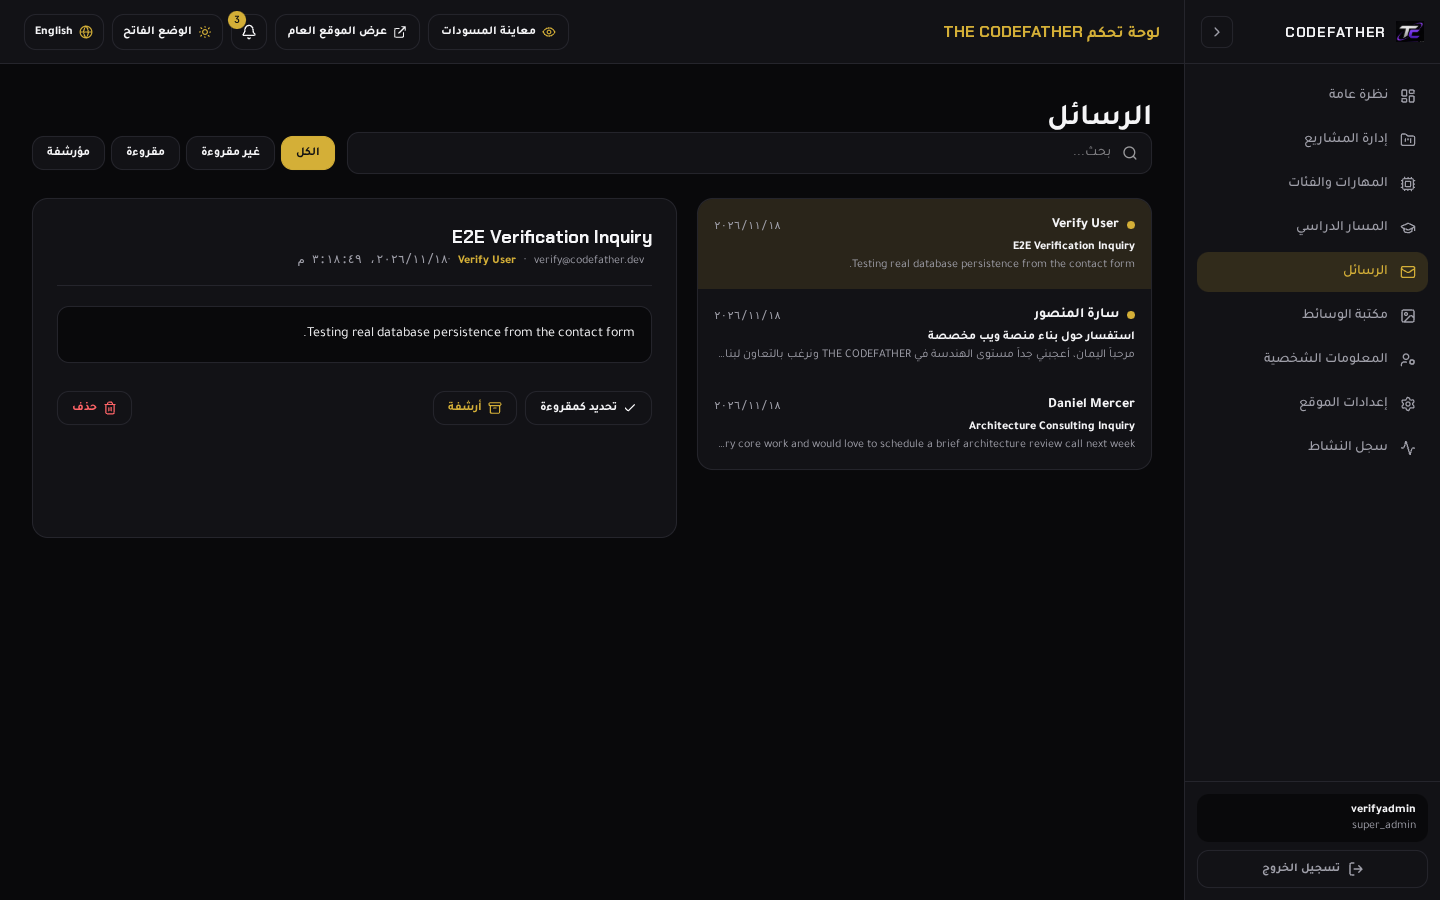 CODEFATHER
لوحة تحكم THE CODEFATHER
معاينة المسودات
عرض الموقع العام
3
الوضع الفاتح
English
نظرة عامة
إدارة المشاريع
المهارات والفئات
المسار الدراسي
الرسائل
مكتبة الوسائط
المعلومات الشخصية
إعدادات الموقع
سجل النشاط
verifyadmin
super_admin
تسجيل الخروج
الرسائل
بحث...
الكل
غير مقروءة
مقروءة
مؤرشفة
Verify User
٢٠٢٦/١١/١٨
E2E Verification Inquiry
Testing real database persistence from the contact form.
سارة المنصور
٢٠٢٦/١١/١٨
استفسار حول بناء منصة ويب مخصصة
مرحباً اليمان، أعجبني جداً مستوى الهندسة في THE CODEFATHER ونرغب بالتعاون لبنا...
Daniel Mercer
٢٠٢٦/١١/١٨
Architecture Consulting Inquiry
...ry core work and would love to schedule a brief architecture review call next week
E2E Verification Inquiry
verify@codefather.dev · Verify User · ٢٠٢٦/١١/١٨، ٣:١٨:٤٩ م
Testing real database persistence from the contact form.
تحديد كمقروءة
أرشفة
حذف